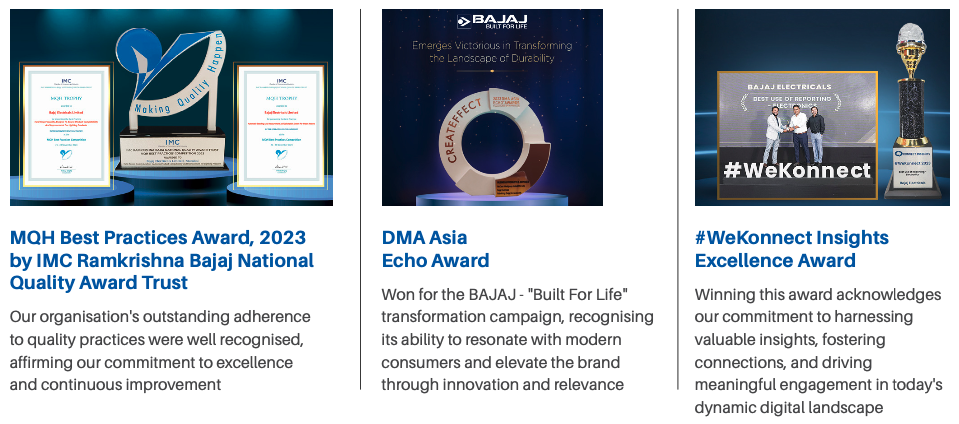 IMC
MQH TROPHY
Making Quality Happen
IMC
IMC
MQH TROPHY
MQH Best Practices Award, 2023
by IMC Ramkrishna Bajaj National
Quality Award Trust
Our organisation's outstanding adherence
to quality practices were well recognised,
affirming our commitment to excellence
and continuous improvement
BAJAJ
BUILT FOR LIFE
Emerges Victorious in Transforming
the Landscape of Durability
CREATEFFECT
DMA Asia
Echo Award
Won for the BAJAJ - "Built For Life"
transformation campaign, recognising
its ability to resonate with modern
consumers and elevate the brand
through innovation and relevance
BAJAJ ELECTRICALS
BEST USE OF REPORTING
- ELECTRONICS
#WeKonnect
#WeKonnect 2023
#WeKonnect Insights
Excellence Award
Winning this award acknowledges
our commitment to harnessing
valuable insights, fostering
connections, and driving
meaningful engagement in today's
dynamic digital landscape